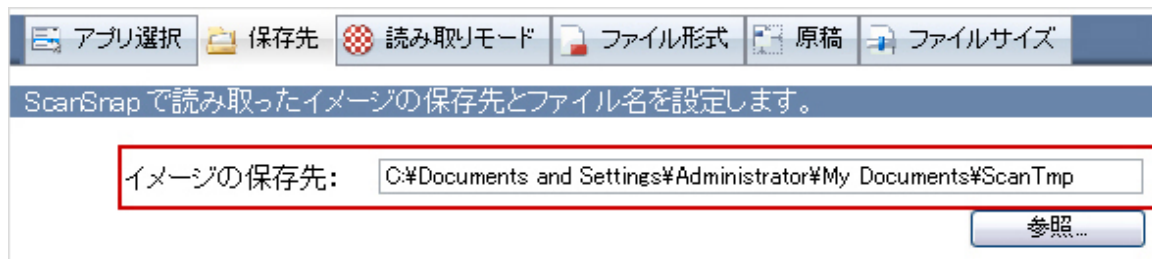 アプリ選択 保存先 読み取りモード ファイル形式 原稿 ファイルサイズ
ScanSnap で読み取ったイメージの保存先とファイル名を設定します。
イメージの保存先: C:¥Documents and Settings¥Administrator¥My Documents¥ScanTmp
参照...